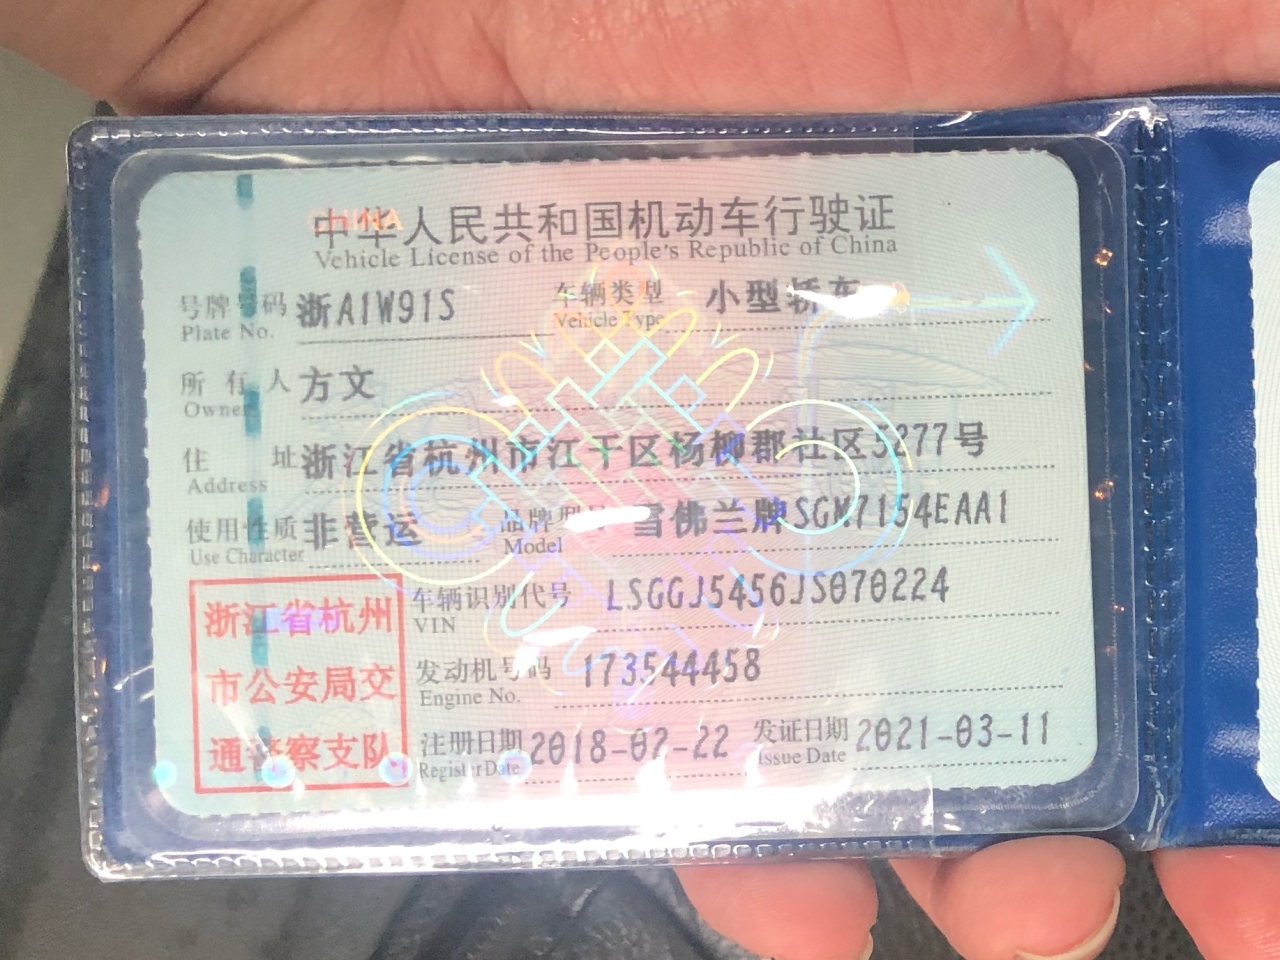 中华人民共和国机动车行驶证
Vehicle License of the People's Republic of China
号牌号码 浙A1W91S 车辆类型 小型轿车
Plate No. Vehicle Type
所有人 方文
Owner
住址 浙江省杭州市江干区杨柳郡社区5277号
Address
使用性质 非营运 品牌型号 雪佛兰牌SGM7154EAA1
Use Character Model
浙江省杭州
市公安局交
通警察支队
车辆识别代号 LSGGJ5456JS070224
VIN
发动机号码 173544458
Engine No.
注册日期 2018-02-22 发证日期 2021-03-11
Register Date Issue Date